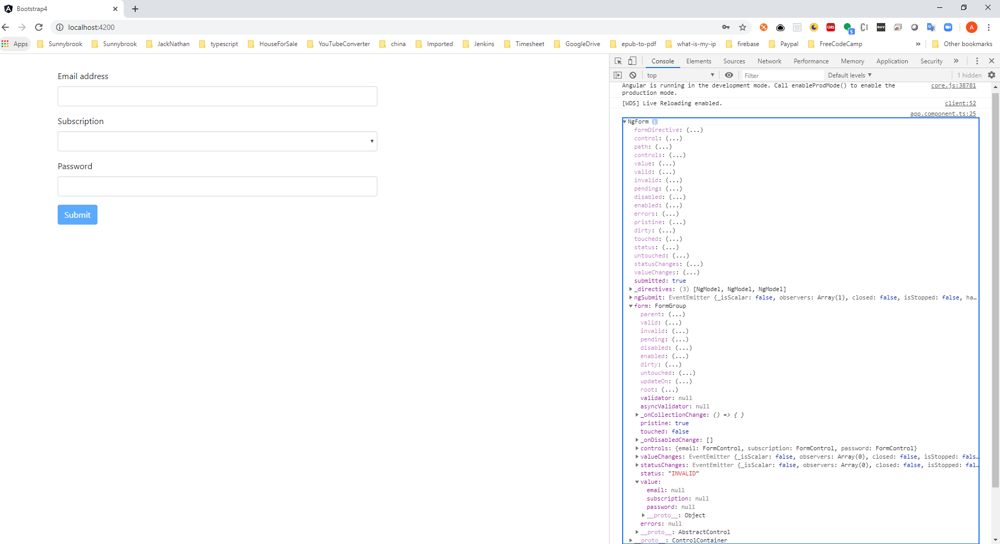 Bootstrap4
localhost:4200
CORS
5
RttV
A
Apps
Sunnybrook
Sunnybrook
JackNathan
typescript
HouseForSale
YouTubeConverter
china
Imported
Jenkins
Timesheet
GoogleDrive
epub-to-pdf
what-is-my-ip
firebase
Paypal
FreeCodeCamp
»
Other bookmarks
Email address
Subscription
Password
Submit
Console
Elements
Sources
Network
Performance
Memory
Application
Security
»
top
Filter
Default levels
1 hidden
Angular is running in the development mode. Call enableProdMode() to enable the
production mode.
core.js:38781
[WDS] Live Reloading enabled.
client:52
app.component.ts:25
NgForm i
formDirective: (...)
control: (...)
path: (...)
controls: (...)
value: (...)
valid: (...)
invalid: (...)
pending: (...)
disabled: (...)
enabled: (...)
errors: (...)
pristine: (...)
dirty: (...)
touched: (...)
status: (...)
untouched: (...)
statusChanges: (...)
valueChanges: (...)
submitted: true
_directives: (3) [NgModel, NgModel, NgModel]
ngSubmit: EventEmitter {_isScalar: false, observers: Array(1), closed: false, isStopped: false, ha…
form: FormGroup
parent: (...)
valid: (...)
invalid: (...)
pending: (...)
disabled: (...)
enabled: (...)
dirty: (...)
untouched: (...)
updateOn: (...)
root: (...)
validator: null
asyncValidator: null
_onCollectionChange: () => { }
pristine: true
touched: false
_onDisabledChange: []
controls: {email: FormControl, subscription: FormControl, password: FormControl}
valueChanges: EventEmitter {_isScalar: false, observers: Array(0), closed: false, isStopped: fals…
statusChanges: EventEmitter {_isScalar: false, observers: Array(0), closed: false, isStopped: fal…
status: "INVALID"
value:
email: null
subscription: null
password: null
__proto__: Object
errors: null
__proto__: AbstractControl
__proto__: ControlContainer